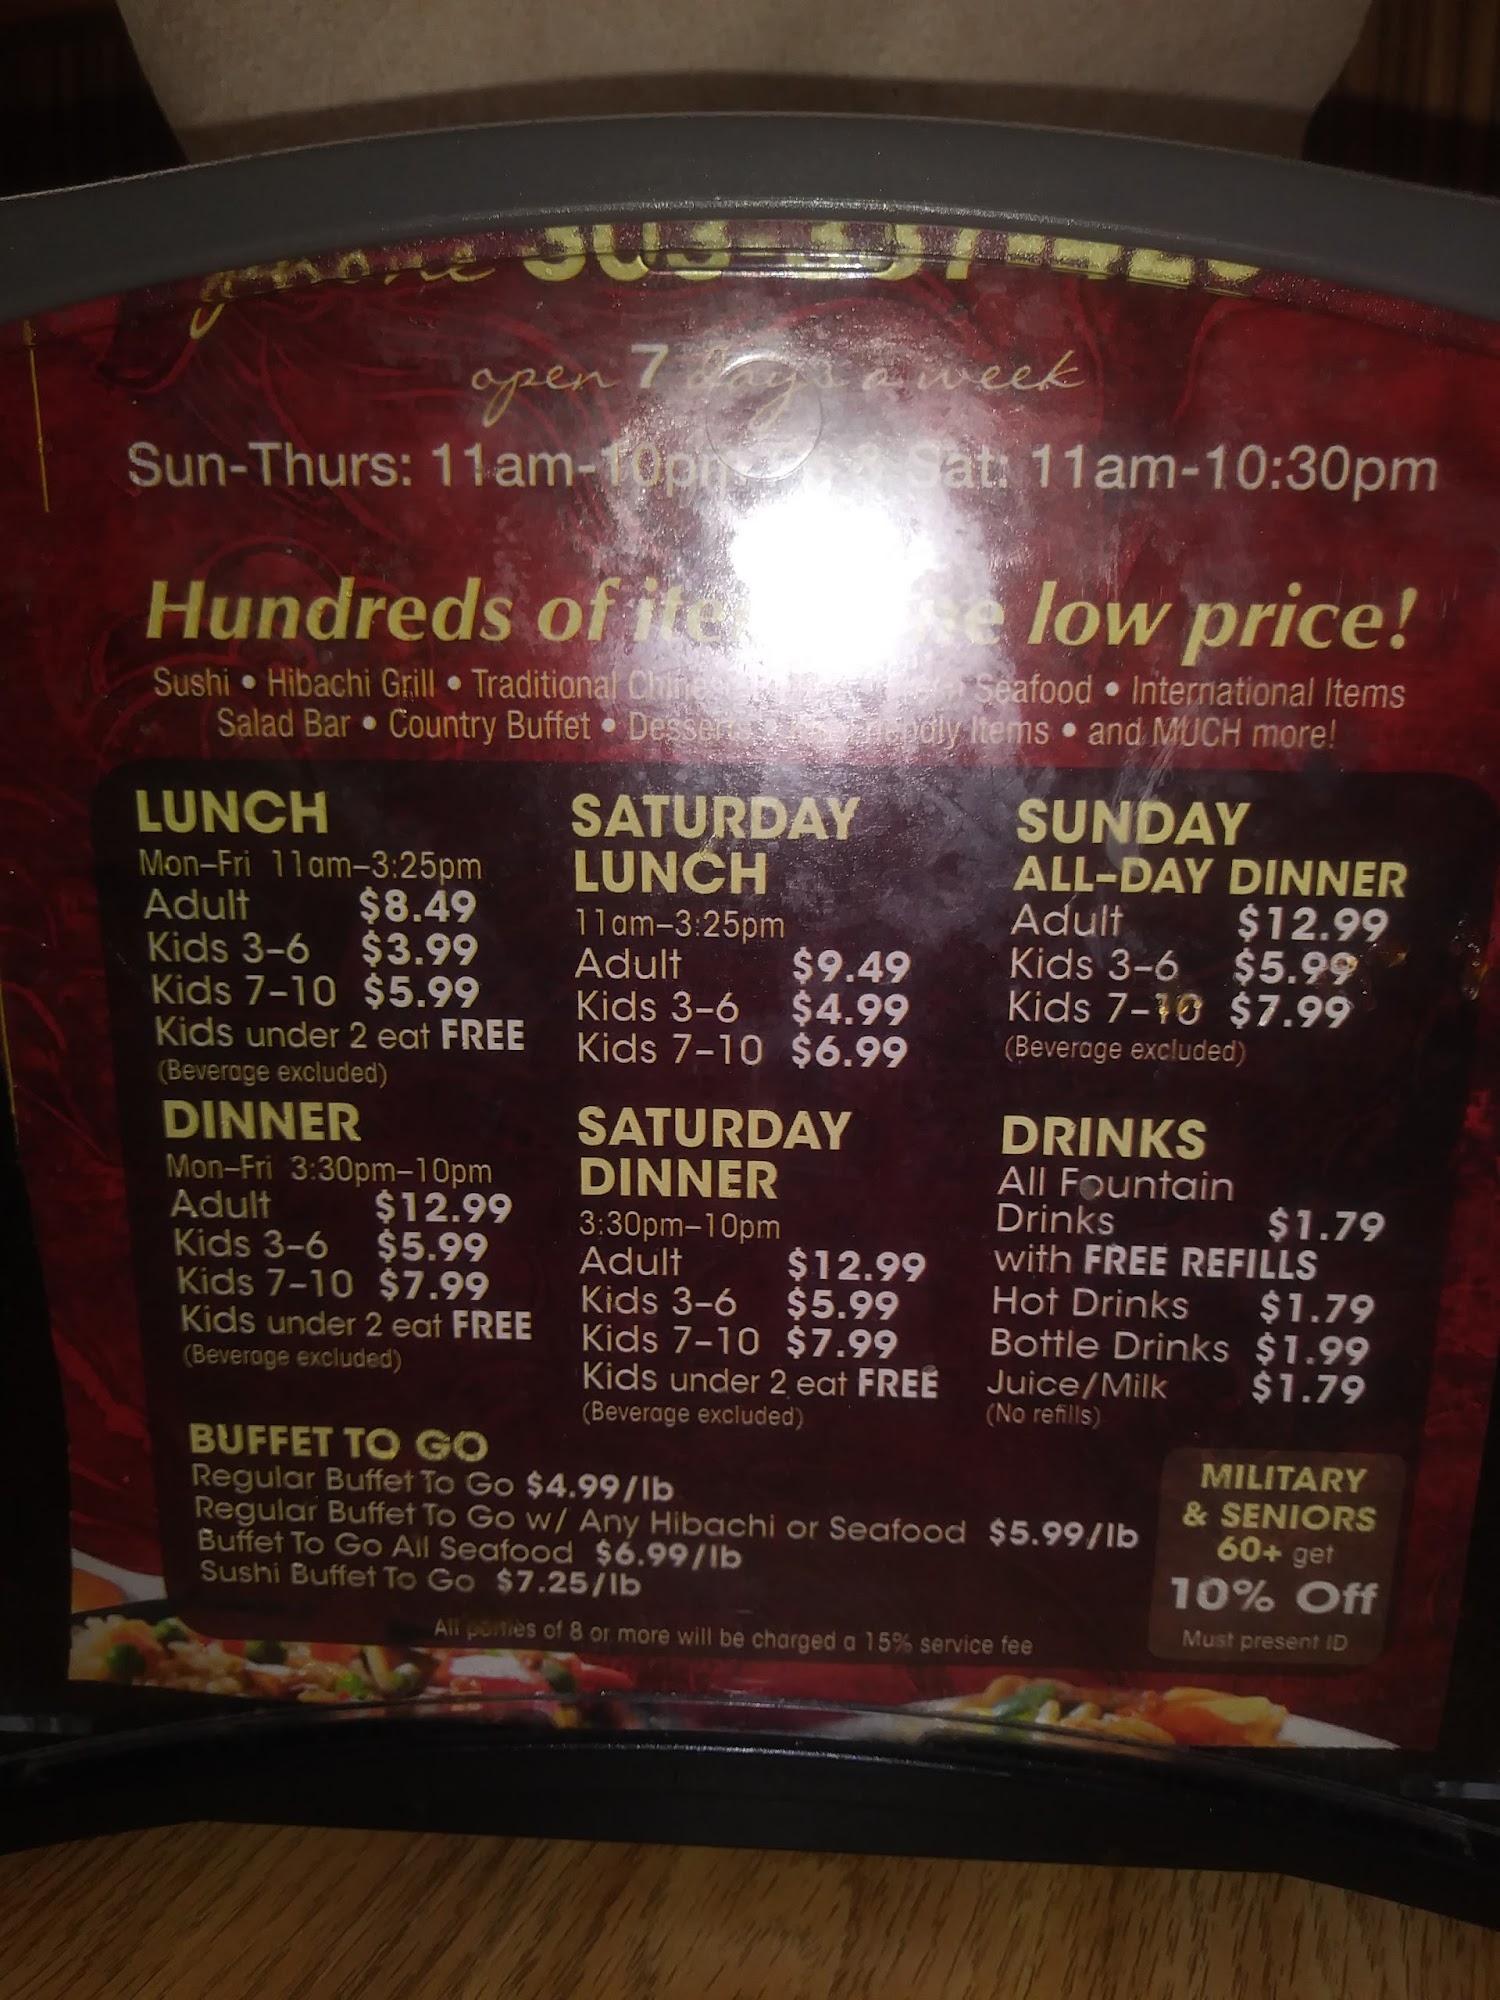 phone 303-337-
open 7 days a week
Sun-Thurs: 11am-10pm & Sat: 11am-10:30pm
Hundreds of low price!
Sushi • Hibachi Grill • Traditional Seafood • International Items
Salad Bar • Country Buffet • Items • and MUCH more!
LUNCH
Mon-Fri 11am-3:25pm
Adult $8.49
Kids 3-6 $3.99
Kids 7-10 $5.99
Kids under 2 eat FREE
(Beverage excluded)
DINNER
Mon-Fri 3:30pm-10pm
Adult $12.99
Kids 3-6 $5.99
Kids 7-10 $7.99
Kids under 2 eat FREE
(Beverage excluded)
SATURDAY
LUNCH
11am-3:25pm
Adult $9.49
Kids 3-6 $4.99
Kids 7-10 $6.99
SATURDAY
DINNER
3:30pm-10pm
Adult $12.99
Kids 3-6 $5.99
Kids 7-10 $7.99
Kids under 2 eat FREE
(Beverage excluded)
SUNDAY
ALL-DAY DINNER
Adult $12.99
Kids 3-6 $5.99
Kids 7-10 $7.99
(Beverage excluded)
DRINKS
All Fountain
Drinks $1.79
with FREE REFILLS
Hot Drinks $1.79
Bottle Drinks $1.99
Juice/Milk $1.79
(No refills)
BUFFET TO GO
Regular Buffet To Go $4.99/lb
Regular Buffet To Go w/ Any Hibachi or Seafood $5.99/lb
Buffet To Go All Seafood $6.99/lb
Sushi Buffet To Go $7.25/lb
All parties of 8 or more will be charged a 15% service fee
MILITARY
& SENIORS
60+ get
10% Off
Must present ID